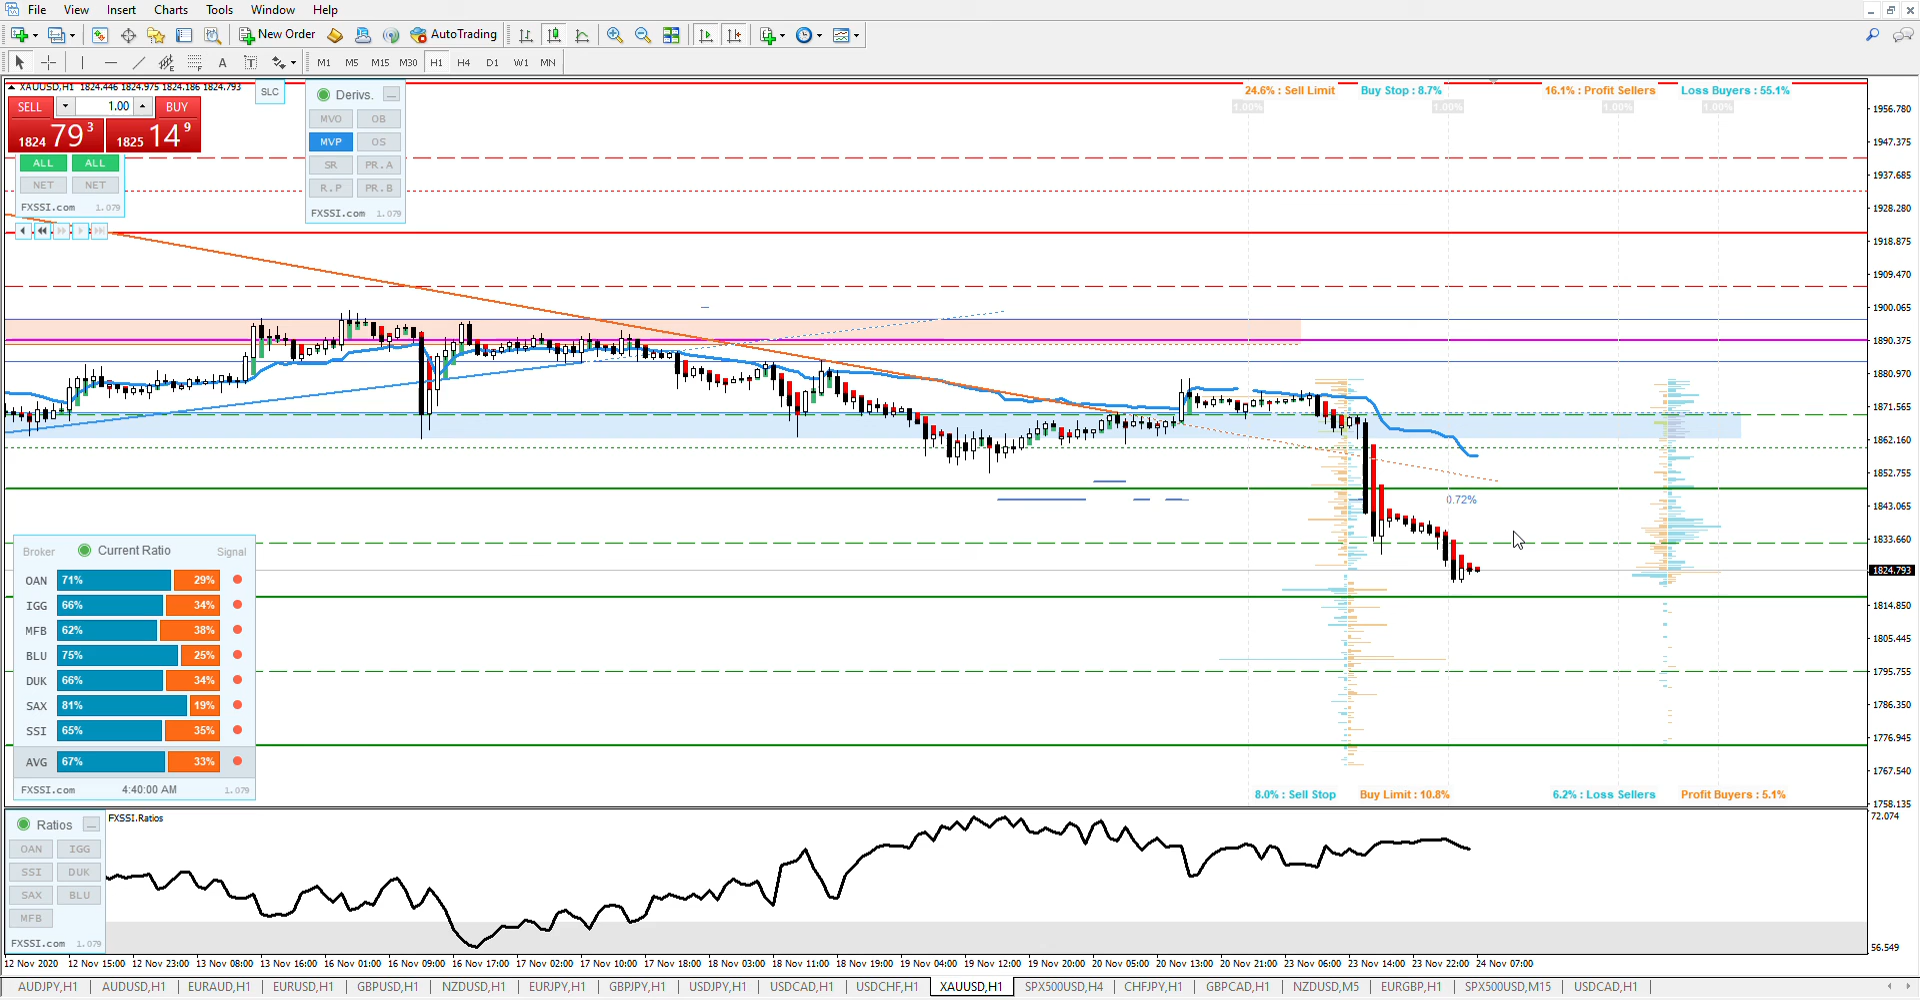 File View Insert Charts Tools Window Help
New Order AutoTrading
A T M1 M5 M15 M30 H1 H4 D1 W1 MN
XAUUSD,H1 1824.446 1824.975 1824.186 1824.793
SLC
SELL 1.00 BUY
1824 79 3 1825 14 9
ALL ALL
NET NET
FXSSI.com 1.079
Derivs.
MVO OB
MVP OS
SR PR.A
R.P PR.B
FXSSI.com 1.079
24.6% : Sell Limit Buy Stop : 8.7% 16.1% : Profit Sellers Loss Buyers : 55.1%
1.00% 1.00% 1.00% 1.00%
1956.780
1947.375
1937.685
1928.280
1918.875
1909.470
1900.065
1890.375
1880.970
1871.565
1862.160
1852.755
1843.065
1833.660
1824.793
1814.850
1805.445
1795.755
1786.350
1776.945
1767.540
1758.135
0.72%
Broker Current Ratio Signal
OAN 71% 29%
IGG 66% 34%
MFB 62% 38%
BLU 75% 25%
DUK 66% 34%
SAX 81% 19%
SSI 65% 35%
AVG 67% 33%
FXSSI.com 4:40:00 AM 1.079
8.0% : Sell Stop Buy Limit : 10.8% 6.2% : Loss Sellers Profit Buyers : 5.1%
Ratios
OAN IGG
SSI DUK
SAX BLU
MFB
FXSSI.com 1.079
FXSSI.Ratios
72.074
56.549
12 Nov 2020 12 Nov 15:00 12 Nov 23:00 13 Nov 08:00 13 Nov 16:00 16 Nov 01:00 16 Nov 09:00 16 Nov 17:00 17 Nov 02:00 17 Nov 10:00 17 Nov 18:00 18 Nov 03:00 18 Nov 11:00 18 Nov 19:00 19 Nov 04:00 19 Nov 12:00 19 Nov 20:00 20 Nov 05:00 20 Nov 13:00 20 Nov 21:00 23 Nov 06:00 23 Nov 14:00 23 Nov 22:00 24 Nov 07:00
AUDJPY,H1 AUDUSD,H1 EURAUD,H1 EURUSD,H1 GBPUSD,H1 NZDUSD,H1 EURJPY,H1 GBPJPY,H1 USDJPY,H1 USDCAD,H1 USDCHF,H1 XAUUSD,H1 SPX500USD,H4 CHFJPY,H1 GBPCAD,H1 NZDUSD,M5 EURGBP,H1 SPX500USD,M15 USDCAD,H1